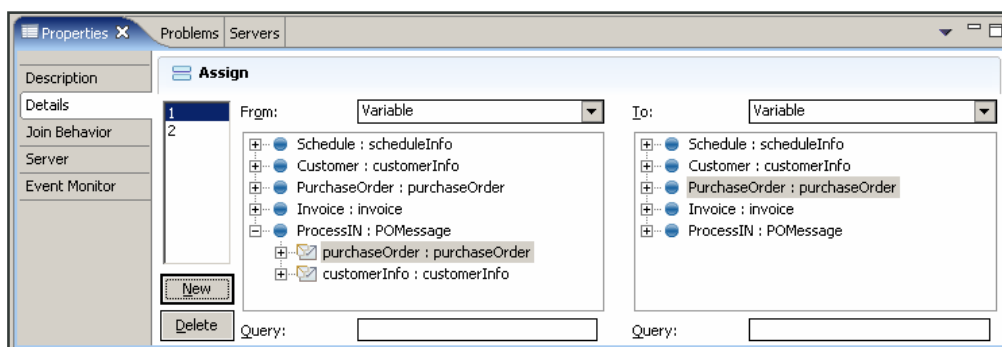 Properties Problems Servers
Description
Details
Join Behavior
Server
Event Monitor
Assign
1
2
New
Delete
From: Variable
Schedule : scheduleInfo
Customer : customerInfo
PurchaseOrder : purchaseOrder
Invoice : invoice
ProcessIN : POMessage
purchaseOrder : purchaseOrder
customerInfo : customerInfo
Query:
To: Variable
Schedule : scheduleInfo
Customer : customerInfo
PurchaseOrder : purchaseOrder
Invoice : invoice
ProcessIN : POMessage
Query: